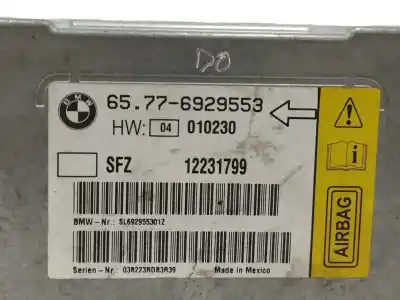 DO
BMW
65.77-6929553
HW: 04 010230
SFZ 12231799
BMW-Nr.: SL692955301Z
Serien-Nr.: 038223RD83R39 Made in Mexico
AIRBAG